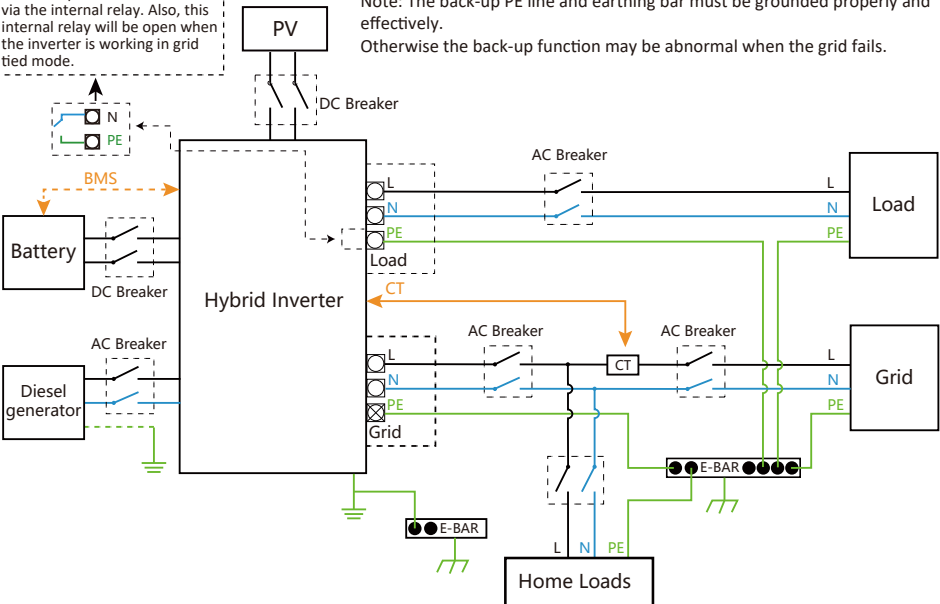 via the internal relay. Also, this
internal relay will be open when
the inverter is working in grid
tied mode.
Note: The back-up PE line and earthing bar must be grounded properly and
effectively.
Otherwise the back-up function may be abnormal when the grid fails.
PV
DC Breaker
N
PE
BMS
Battery
DC Breaker
AC Breaker
Diesel
generator
Hybrid Inverter
L
N
PE
Load
CT
AC Breaker
L
N
PE
Load
L
N
PE
Grid
AC Breaker
CT
AC Breaker
L
N
PE
Grid
E-BAR
E-BAR
L
N
PE
Home Loads